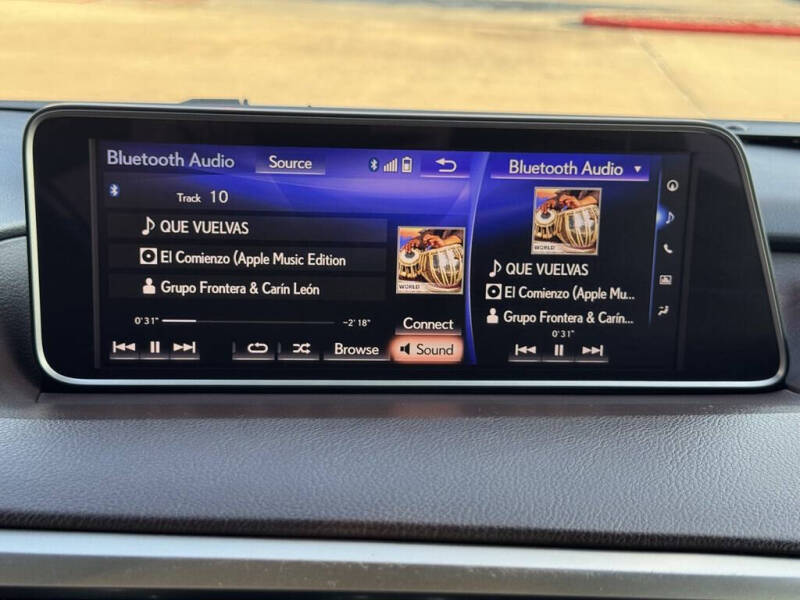 Bluetooth Audio Source
Track 10
QUE VUELVAS
El Comienzo (Apple Music Edition
Grupo Frontera & Carín León
WORLD
0'31" -2'18"
Connect
Browse Sound
Bluetooth Audio
WORLD
QUE VUELVAS
El Comienzo (Apple Mu...
Grupo Frontera & Carín...
0'31"